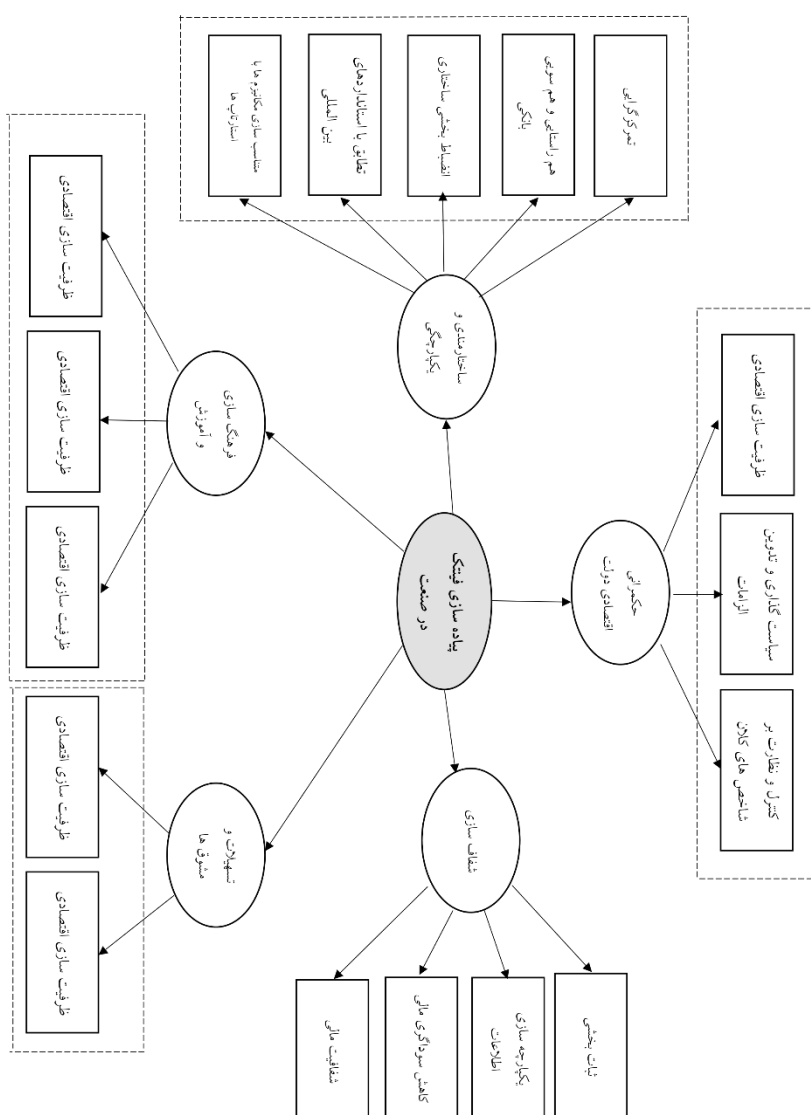 کنترل و نظارت بر
شاخص های کلان
سیاست گذاری و تدوین
الزامات
ظرفیت سازی اقتصادی
حکمرانی
اقتصادی دولت
ثبات بخشی
یکپارچه سازی
اطلاعات
کاهش سوداگری مالی
شفافیت مالی
شفاف سازی
پیاده سازی فینتک
در صنعت
ساختارمندی و
یکپارچگی
تمرکزگرایی
هم راستایی و هم سویی
بانکی
انضباط بخشی ساختاری
تطابق با استانداردهای
بین المللی
متناسب سازی مکانیزم ها با
استارتاپ ها
تسهیلات و
مشوق ها
فرهنگ سازی
و آموزش
ظرفیت سازی اقتصادی
ظرفیت سازی اقتصادی
ظرفیت سازی اقتصادی
ظرفیت سازی اقتصادی
ظرفیت سازی اقتصادی